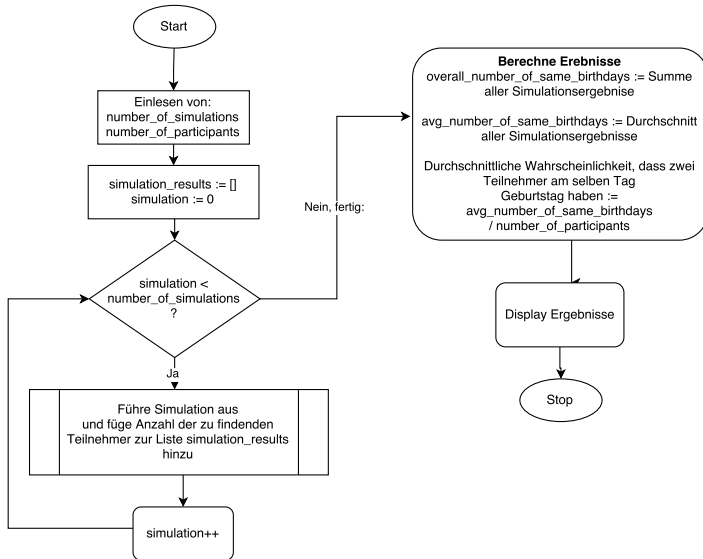 Start
Einlesen von:
number_of_simulations
number_of_participants
simulation_results := []
simulation := 0
simulation <
number_of_simulations
?
Ja
Führe Simulation aus
und füge Anzahl der zu findenden
Teilnehmer zur Liste simulation_results
hinzu
simulation++
Nein, fertig:
Berechne Erebnisse
overall_number_of_same_birthdays := Summe
aller Simulationsergebnise
avg_number_of_same_birthdays := Durchschnitt
aller Simulationsergebnisse
Durchschnittliche Wahrscheinlichkeit, dass zwei
Teilnehmer am selben Tag
Geburtstag haben :=
avg_number_of_same_birthdays
/ number_of_participants
Display Ergebnisse
Stop